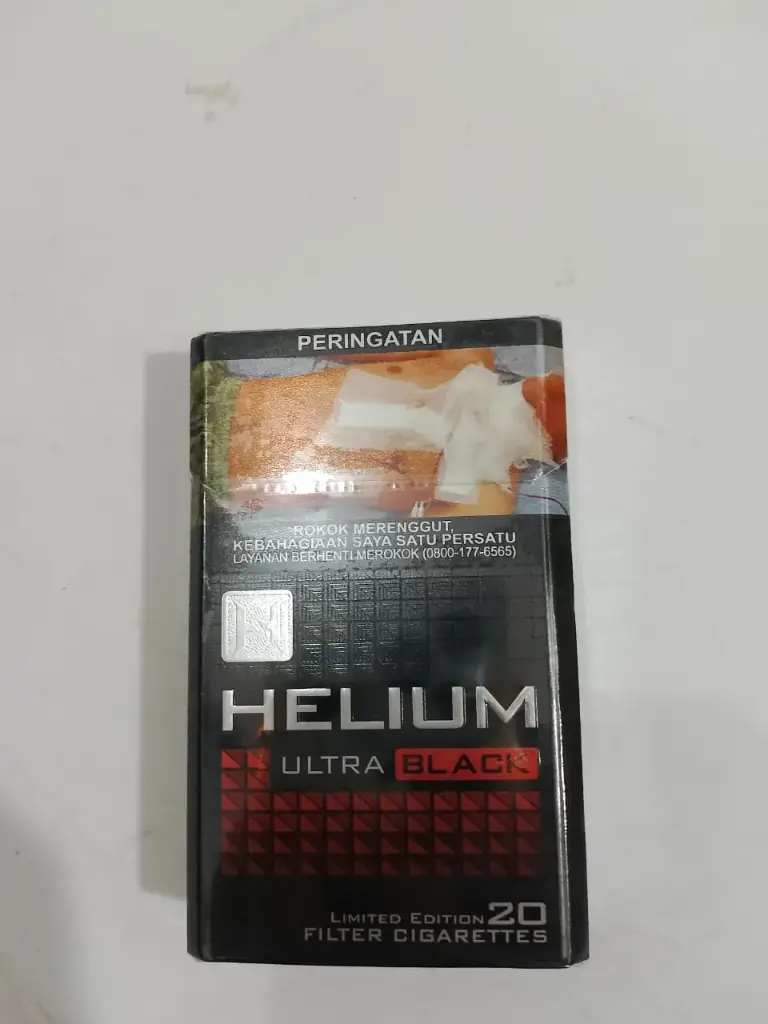 PERINGATAN
ROKOK MERENGGUT,
KEBAHAGIAAN SAYA SATU PERSATU
LAYANAN BERHENTI MEROKOK (0800-177-6565)
HELIUM
ULTRA BLACK
LIMITED EDITION 20
FILTER CIGARETTES